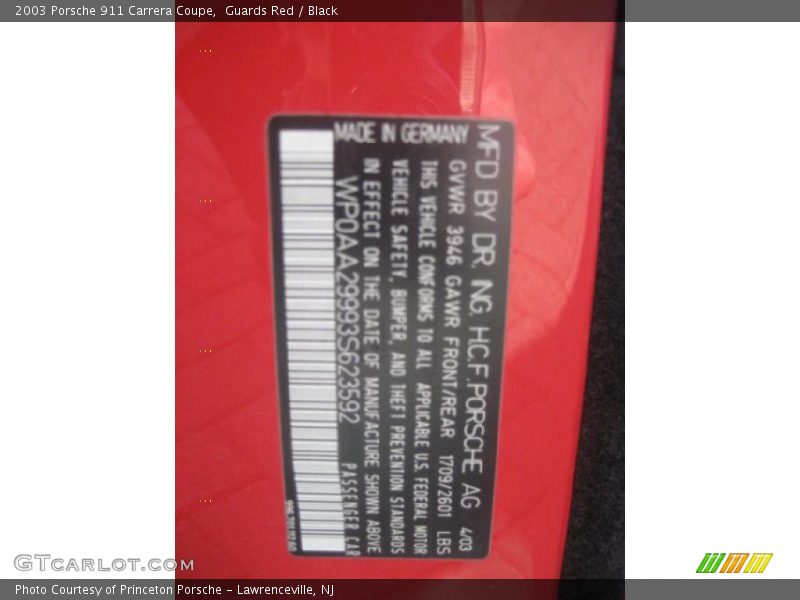 2003 Porsche 911 Carrera Coupe,  Guards Red / Black
MFD BY DR. ING. H.C.F. PORSCHE AG 4/03
GVWR 3946 GAWR FRONT/REAR 1709/2601 LBS
THIS VEHICLE CONFORMS TO ALL APPLICABLE U.S. FEDERAL MOTOR
VEHICLE SAFETY, BUMPER, AND THEFT PREVENTION STANDARDS
IN EFFECT ON THE DATE OF MANUFACTURE SHOWN ABOVE
MADE IN GERMANY WP0AA29993S623592 PASSENGER CAR
GTCarLot.com
Photo Courtesy of Princeton Porsche - Lawrenceville, NJ